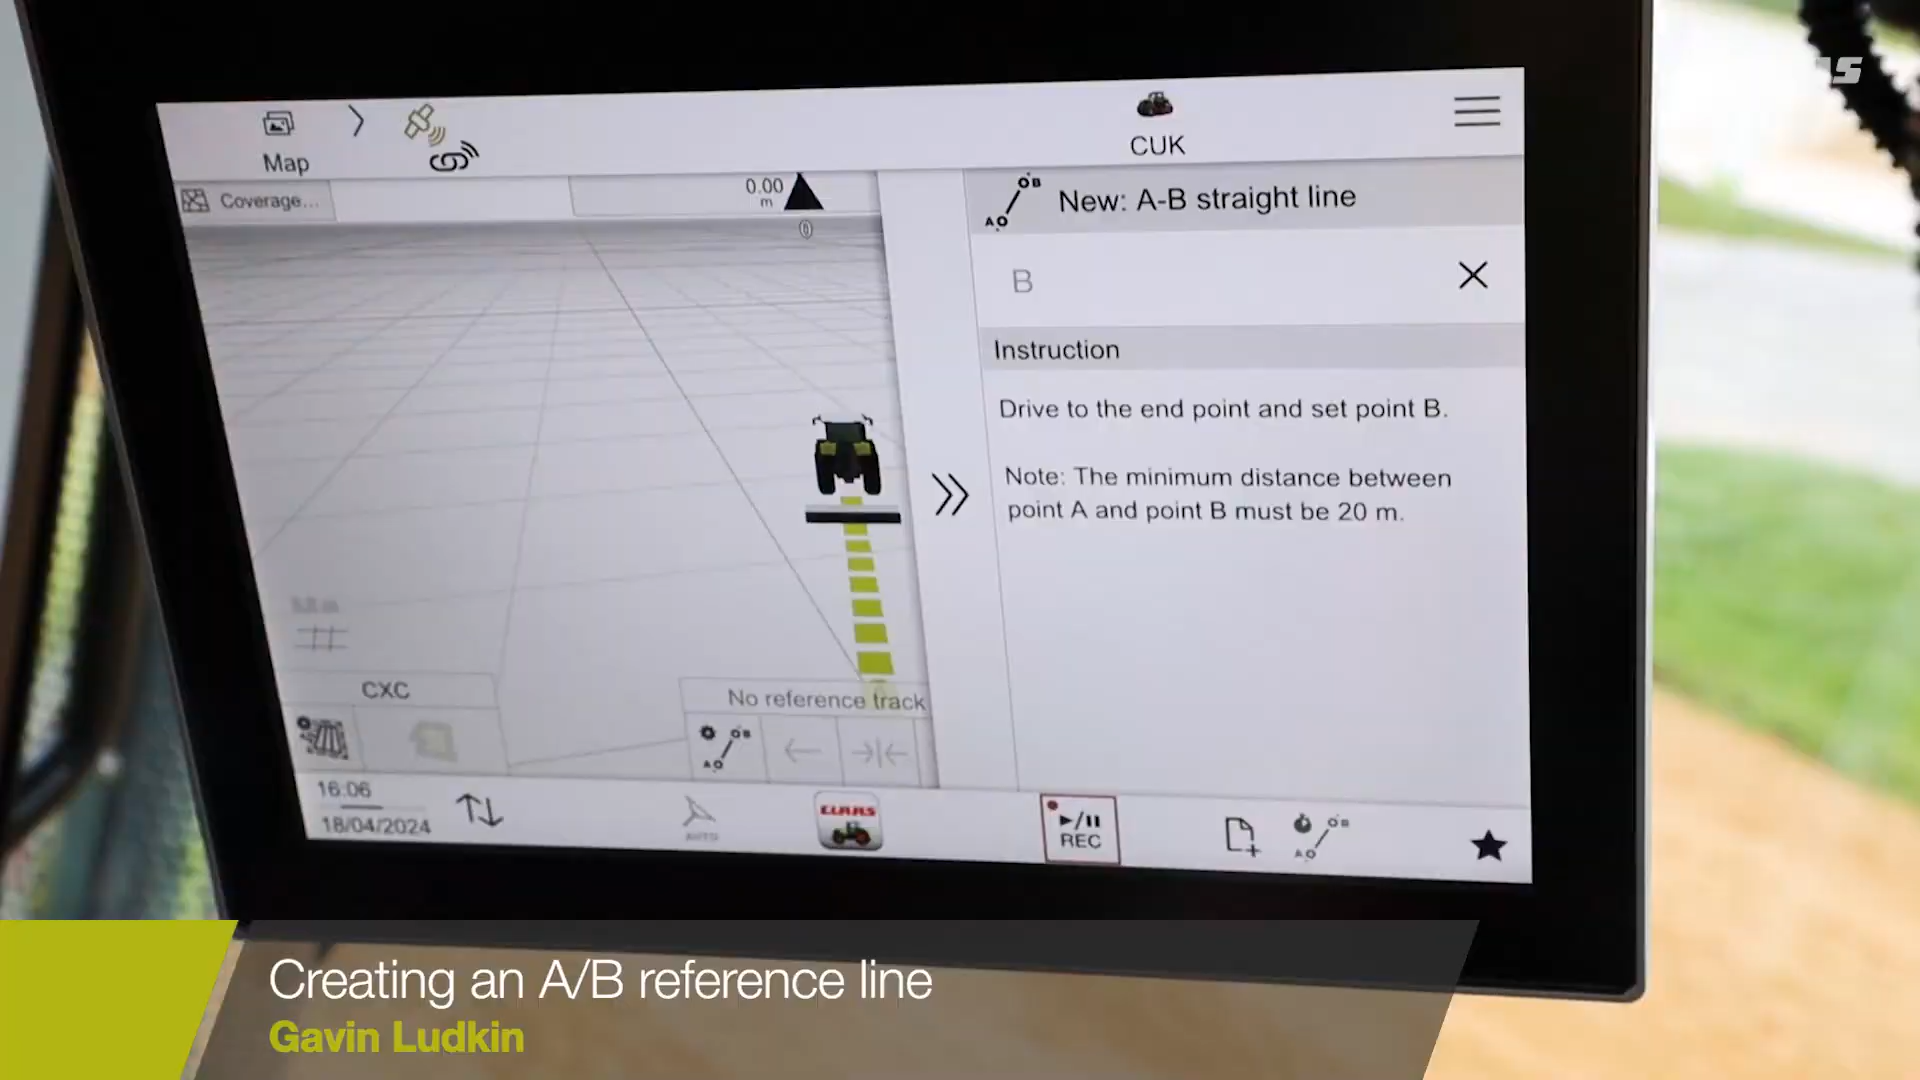 Map
CUK
Coverage...
0.00
m
0
New: A-B straight line
B
Instruction
Drive to the end point and set point B.
Note: The minimum distance between
point A and point B must be 20 m.
CXC
No reference track
16:06
18/04/2024
AUTO
CLAAS
REC
Creating an A/B reference line
Gavin Ludkin